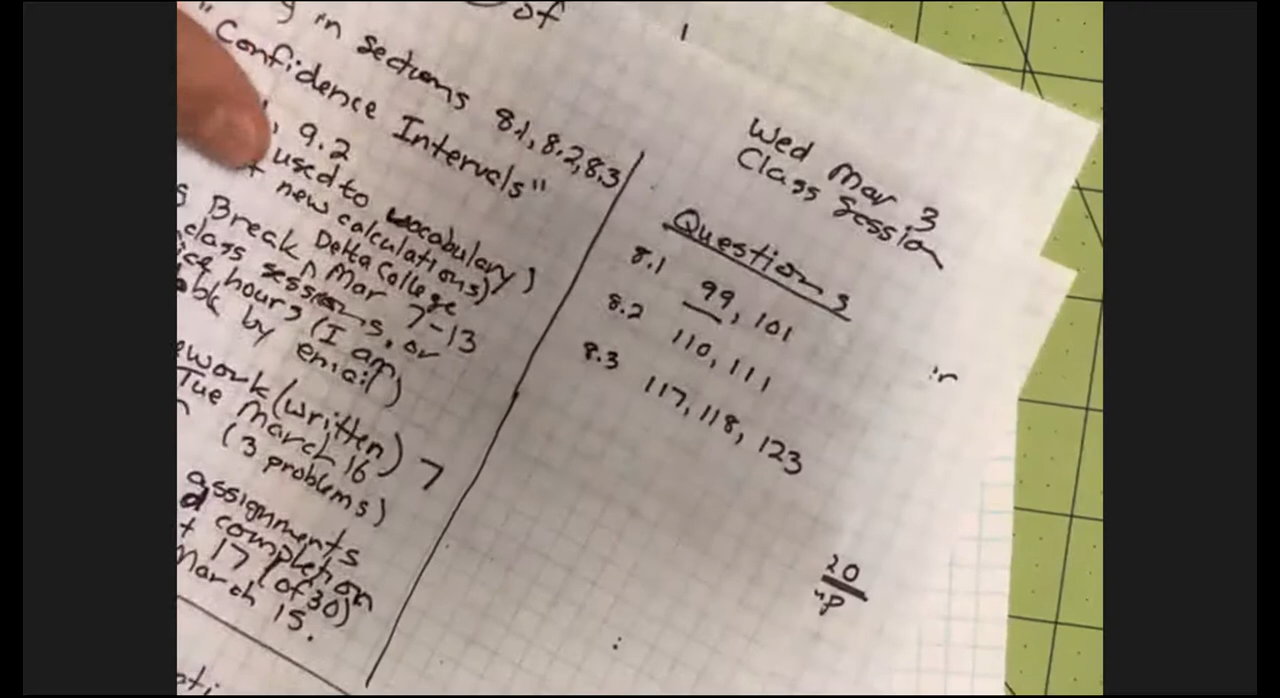 of
in sections 8.1, 8.2, 8.3
"Confidence Intervals"
, 9.2
used to vocabulary)
new calculations)
Break Delta College
Mar 7-13
class sessions, or
hours (I am
by email)
work (written) 7
Tue March 16
(3 problems)
assignments
completion
17 (of 30)
March 15.
Wed Mar 3
Class Session
Questions
8.1 99, 101
8.2 110, 111
8.3 117, 118, 123
20
up